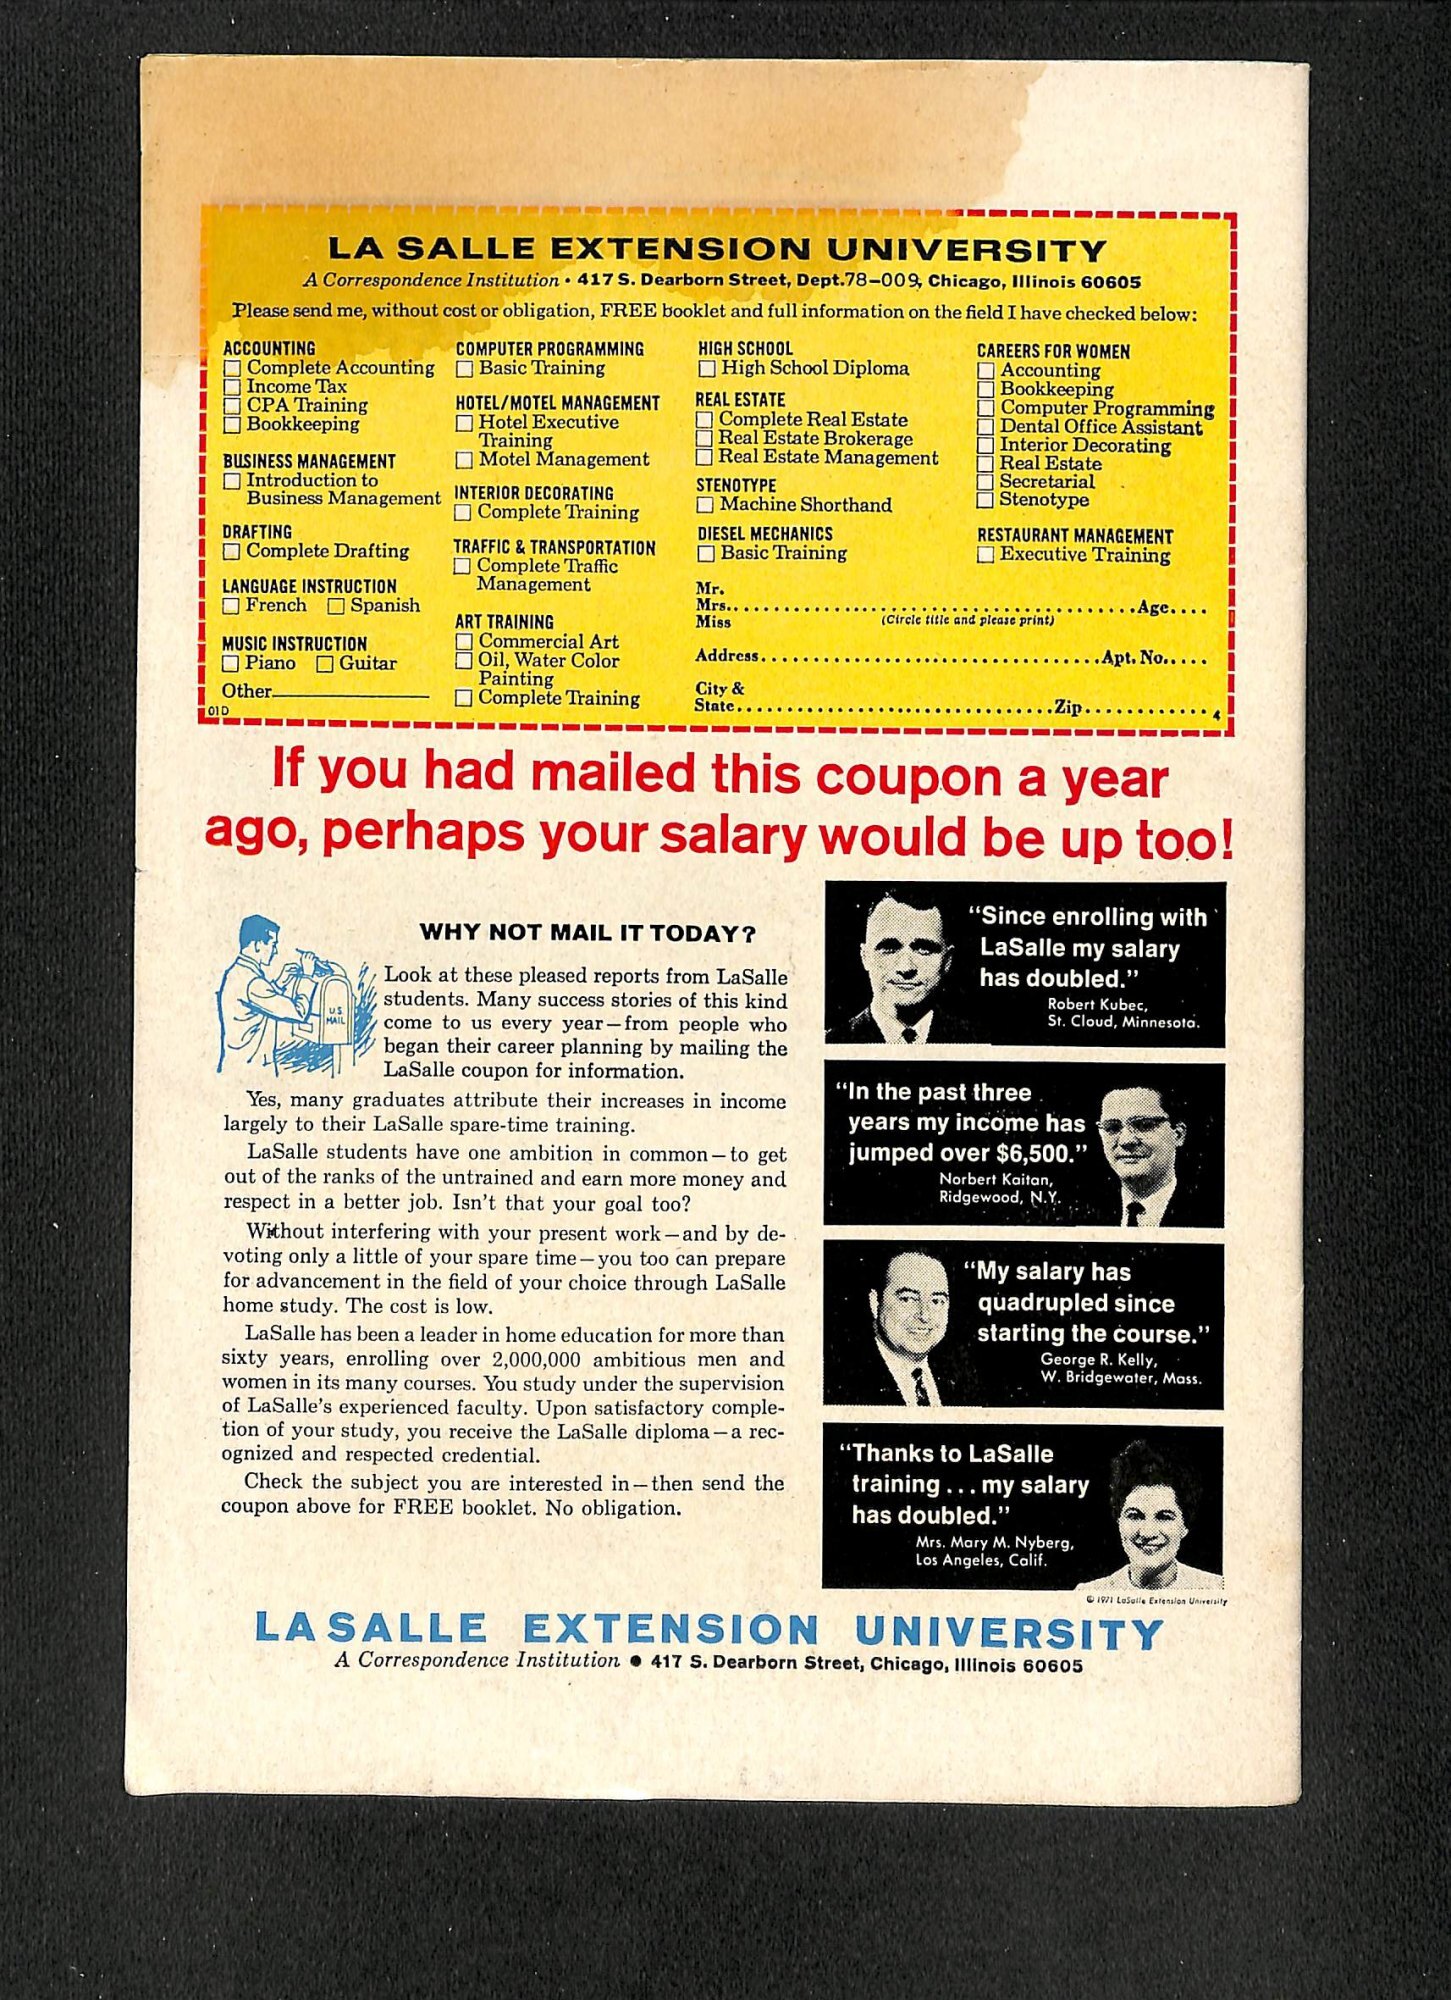 LA SALLE EXTENSION UNIVERSITY
A Correspondence Institution • 417 S. Dearborn Street, Dept.78-009, Chicago, Illinois 60605
Please send me, without cost or obligation, FREE booklet and full information on the field I have checked below:
ACCOUNTING
Complete Accounting
Income Tax
CPA Training
Bookkeeping
BUSINESS MANAGEMENT
Introduction to
Business Management
DRAFTING
Complete Drafting
LANGUAGE INSTRUCTION
French Spanish
MUSIC INSTRUCTION
Piano Guitar
Other
01D
COMPUTER PROGRAMMING
Basic Training
HOTEL/MOTEL MANAGEMENT
Hotel Executive
Training
Motel Management
INTERIOR DECORATING
Complete Training
TRAFFIC & TRANSPORTATION
Complete Traffic
Management
ART TRAINING
Commercial Art
Oil, Water Color
Painting
Complete Training
HIGH SCHOOL
High School Diploma
REAL ESTATE
Complete Real Estate
Real Estate Brokerage
Real Estate Management
STENOTYPE
Machine Shorthand
DIESEL MECHANICS
Basic Training
CAREERS FOR WOMEN
Accounting
Bookkeeping
Computer Programming
Dental Office Assistant
Interior Decorating
Real Estate
Secretarial
Stenotype
RESTAURANT MANAGEMENT
Executive Training
Mr.
Mrs. Age
Miss (Circle title and please print)
Address Apt. No.
City &
State Zip 4
If you had mailed this coupon a year
ago, perhaps your salary would be up too!
WHY NOT MAIL IT TODAY?
U.S.
MAIL
Look at these pleased reports from LaSalle
students. Many success stories of this kind
come to us every year—from people who
began their career planning by mailing the
LaSalle coupon for information.
Yes, many graduates attribute their increases in income
largely to their LaSalle spare-time training.
LaSalle students have one ambition in common—to get
out of the ranks of the untrained and earn more money and
respect in a better job. Isn't that your goal too?
Without interfering with your present work—and by de-
voting only a little of your spare time—you too can prepare
for advancement in the field of your choice through LaSalle
home study. The cost is low.
LaSalle has been a leader in home education for more than
sixty years, enrolling over 2,000,000 ambitious men and
women in its many courses. You study under the supervision
of LaSalle's experienced faculty. Upon satisfactory comple-
tion of your study, you receive the LaSalle diploma—a rec-
ognized and respected credential.
Check the subject you are interested in—then send the
coupon above for FREE booklet. No obligation.
"Since enrolling with
LaSalle my salary
has doubled."
Robert Kubec,
St. Cloud, Minnesota.
"In the past three
years my income has
jumped over $6,500."
Norbert Kaitan,
Ridgewood, N.Y.
"My salary has
quadrupled since
starting the course."
George R. Kelly,
W. Bridgewater, Mass.
"Thanks to LaSalle
training ... my salary
has doubled."
Mrs. Mary M. Nyberg,
Los Angeles, Calif.
© 1971 LaSalle Extension University
LA SALLE EXTENSION UNIVERSITY
A Correspondence Institution • 417 S. Dearborn Street, Chicago, Illinois 60605